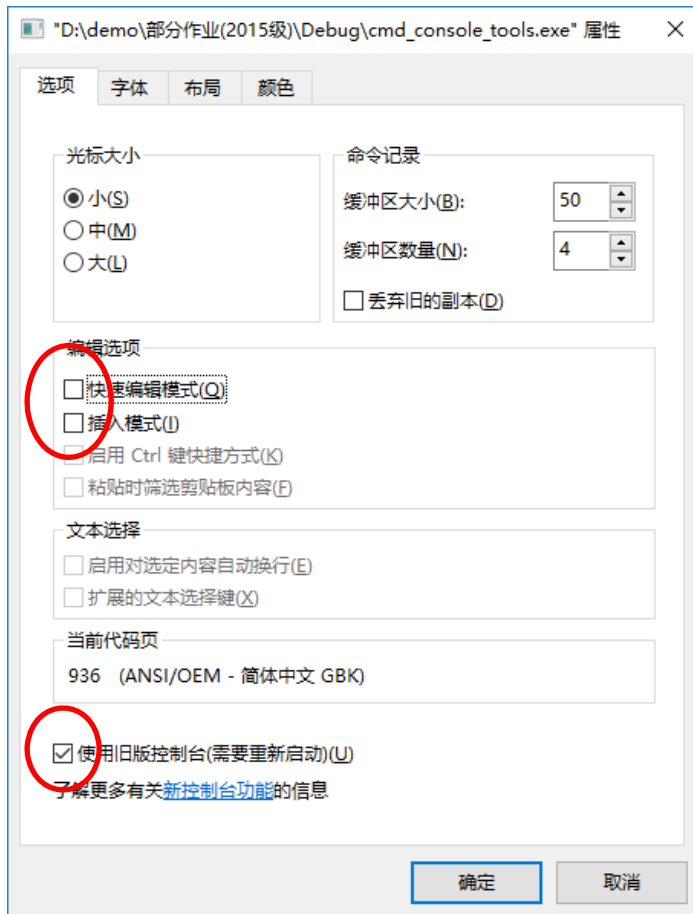 "D:\demo\部分作业(2015级)\Debug\cmd_console_tools.exe" 属性
选项 字体 布局 颜色
光标大小
小(S)
中(M)
大(L)
命令记录
缓冲区大小(B): 50
缓冲区数量(N): 4
丢弃旧的副本(D)
编辑选项
快速编辑模式(Q)
插入模式(I)
启用 Ctrl 键快捷方式(K)
粘贴时筛选剪贴板内容(F)
文本选择
启用对选定内容自动换行(E)
扩展的文本选择键(X)
当前代码页
936 (ANSI/OEM - 简体中文 GBK)
使用旧版控制台(需要重新启动)(U)
了解更多有关新控制台功能的信息
确定 取消